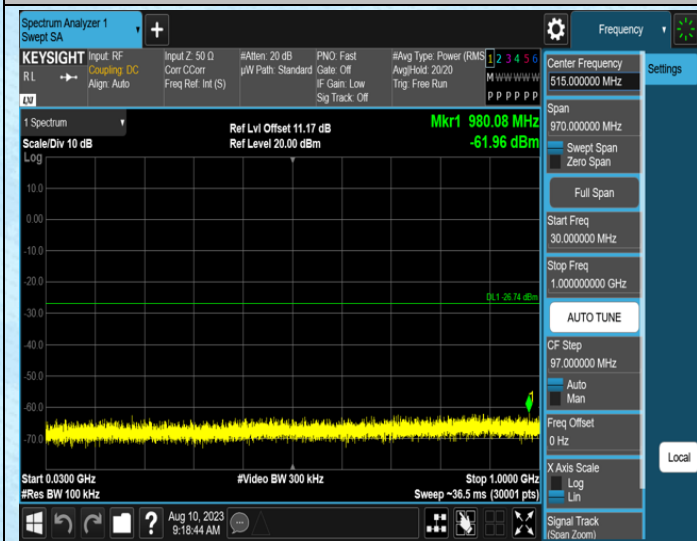 Spectrum Analyzer 1
Swept SA
+
Frequency
KEYSIGHT
RL
LXI
Input: RF
Coupling: DC
Align: Auto
Input Z: 50 Ω
Corr CCorr
Freq Ref: Int (S)
#Atten: 20 dB
µW Path: Standard
PNO: Fast
Gate: Off
IF Gain: Low
Sig Track: Off
#Avg Type: Power (RMS
Avg|Hold: 20/20
Trig: Free Run
1 2 3 4 5 6
M W W W W W
P P P P P P
1 Spectrum
Scale/Div 10 dB
Log
Ref Lvl Offset 11.17 dB
Ref Level 20.00 dBm
Mkr1 980.08 MHz
-61.96 dBm
10.0
0.00
-10.0
-20.0
DL1 -26.74 dBm
-30.0
-40.0
-50.0
-60.0
-70.0
1
Start 0.0300 GHz
#Res BW 100 kHz
#Video BW 300 kHz
Stop 1.0000 GHz
Sweep ~36.5 ms (30001 pts)
?
Aug 10, 2023
9:18:44 AM
Center Frequency
515.000000 MHz
Span
970.000000 MHz
Swept Span
Zero Span
Full Span
Start Freq
30.000000 MHz
Stop Freq
1.000000000 GHz
AUTO TUNE
CF Step
97.000000 MHz
Auto
Man
Freq Offset
0 Hz
X Axis Scale
Log
Lin
Signal Track
(Span Zoom)
Settings
Local